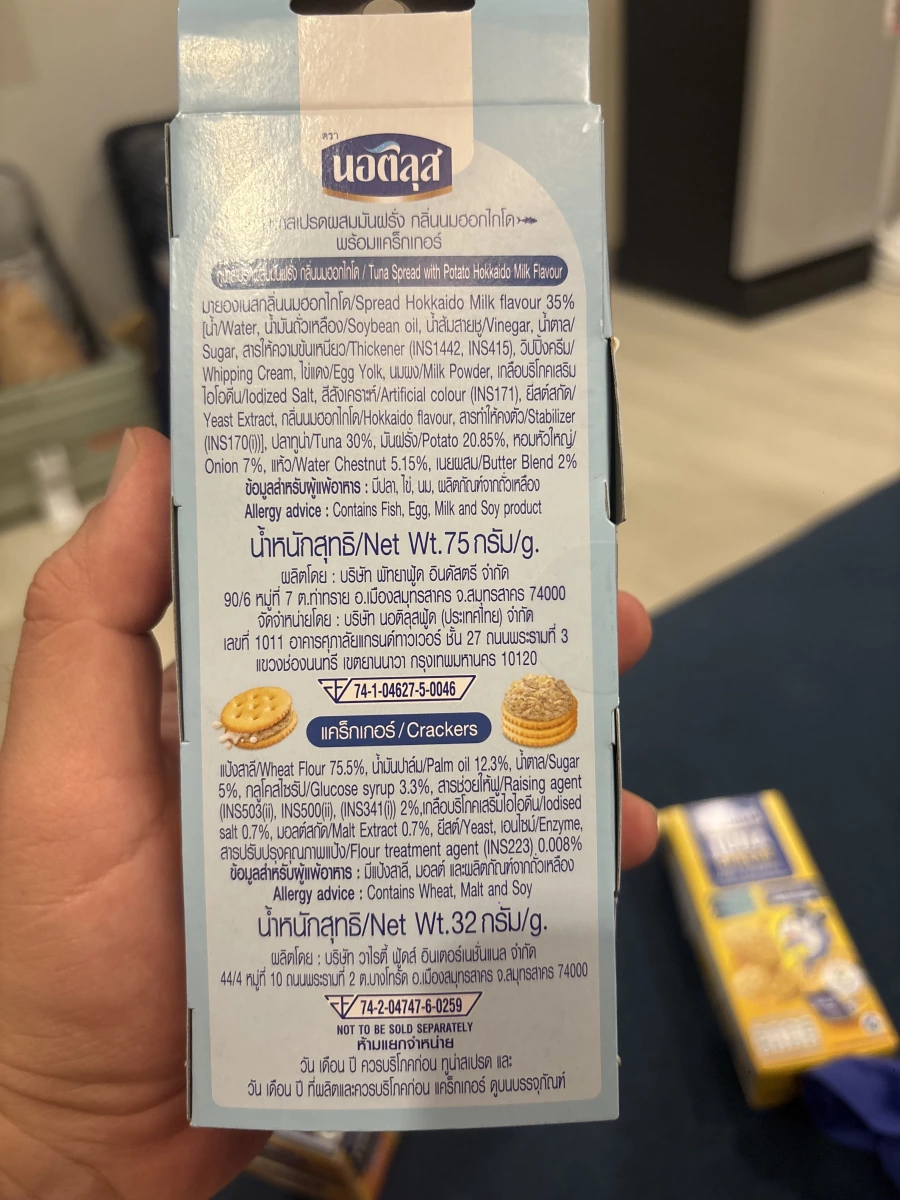 ตรา
นอติลุส
สเปรดผสมมันฝรั่ง กลิ่นนมฮอกไกโด
พร้อมแคร็กเกอร์
ทูน่าสเปรดผสมมันฝรั่ง กลิ่นนมฮอกไกโด / Tuna Spread with Potato Hokkaido Milk Flavour
มายองเนสกลิ่นนมฮอกไกโด/Spread Hokkaido Milk flavour 35%
[น้ำ/Water, น้ำมันถั่วเหลือง/Soybean oil, น้ำส้มสายชู/Vinegar, น้ำตาล/
Sugar, สารให้ความข้นเหนียว/Thickener (INS1442, INS415), วิปปิ้งครีม/
Whipping Cream, ไข่แดง/Egg Yolk, นมผง/Milk Powder, เกลือบริโภคเสริม
ไอโอดีน/Iodized Salt, สีสังเคราะห์/Artificial colour (INS171), ยีสต์สกัด/
Yeast Extract, กลิ่นนมฮอกไกโด/Hokkaido flavour, สารทำให้คงตัว/Stabilizer
(INS170(i))], ปลาทูน่า/Tuna 30%, มันฝรั่ง/Potato 20.85%, หอมหัวใหญ่/
Onion 7%, แห้ว/Water Chestnut 5.15%, เนยผสม/Butter Blend 2%
ข้อมูลสำหรับผู้แพ้อาหาร : มีปลา, ไข่, นม, ผลิตภัณฑ์จากถั่วเหลือง
Allergy advice : Contains Fish, Egg, Milk and Soy product
น้ำหนักสุทธิ/Net Wt.75กรัม/g.
ผลิตโดย : บริษัท พัทยาฟู้ด อินดัสตรี จำกัด
90/6 หมู่ที่ 7 ต.ท่าทราย อ.เมืองสมุทรสาคร จ.สมุทรสาคร 74000
จัดจำหน่ายโดย : บริษัท นอติลุสฟู้ด (ประเทศไทย) จำกัด
เลขที่ 1011 อาคารศุภาลัยแกรนด์ทาวเวอร์ ชั้น 27 ถนนพระรามที่ 3
แขวงช่องนนทรี เขตยานนาวา กรุงเทพมหานคร 10120
74-1-04627-5-0046
แคร็กเกอร์/Crackers
แป้งสาลี/Wheat Flour 75.5%, น้ำมันปาล์ม/Palm oil 12.3%, น้ำตาล/Sugar
5%, กลูโคสไซรัป/Glucose syrup 3.3%, สารช่วยให้ฟู/Raising agent
(INS503(ii), INS500(ii), (INS341(i)) 2%,เกลือบริโภคเสริมไอโอดีน/Iodised
salt 0.7%, มอลต์สกัด/Malt Extract 0.7%, ยีสต์/Yeast, เอนไซม์/Enzyme,
สารปรับปรุงคุณภาพแป้ง/Flour treatment agent (INS223) 0.008%
ข้อมูลสำหรับผู้แพ้อาหาร : มีแป้งสาลี, มอลต์ และผลิตภัณฑ์จากถั่วเหลือง
Allergy advice : Contains Wheat, Malt and Soy
น้ำหนักสุทธิ/Net Wt.32กรัม/g.
ผลิตโดย : บริษัท วาไรตี้ ฟู้ดส์ อินเตอร์เนชั่นแนล จำกัด
44/4 หมู่ที่ 10 ถนนพระรามที่ 2 ต.บางโทรัด อ.เมืองสมุทรสาคร จ.สมุทรสาคร 74000
74-2-04747-6-0259
NOT TO BE SOLD SEPARATELY
ห้ามแยกจำหน่าย
วัน เดือน ปี ควรบริโภคก่อน ทูน่าสเปรด และ
วัน เดือน ปี ที่ผลิตและควรบริโภคก่อน แคร็กเกอร์ ดูบนบรรจุภัณฑ์